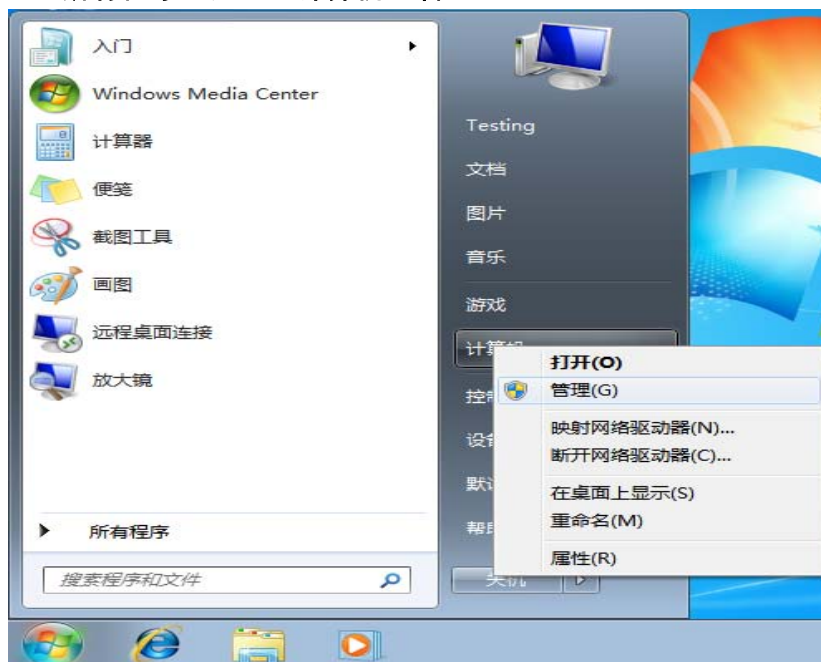 入门
Windows Media Center
计算器
便笺
截图工具
画图
远程桌面连接
放大镜
所有程序
搜索程序和文件
Testing
文档
图片
音乐
游戏
打开(O)
管理(G)
映射网络驱动器(N)...
断开网络驱动器(C)...
在桌面上显示(S)
重命名(M)
属性(R)